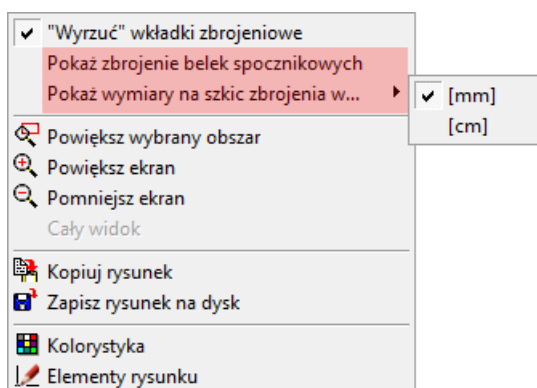 "Wyrzuć" wkładki zbrojeniowe
Pokaż zbrojenie belek spocznikowych
Pokaż wymiary na szkic zbrojenia w...
[mm]
[cm]
Powiększ wybrany obszar
Powiększ ekran
Pomniejsz ekran
Cały widok
Kopiuj rysunek
Zapisz rysunek na dysk
Kolorystyka
Elementy rysunku